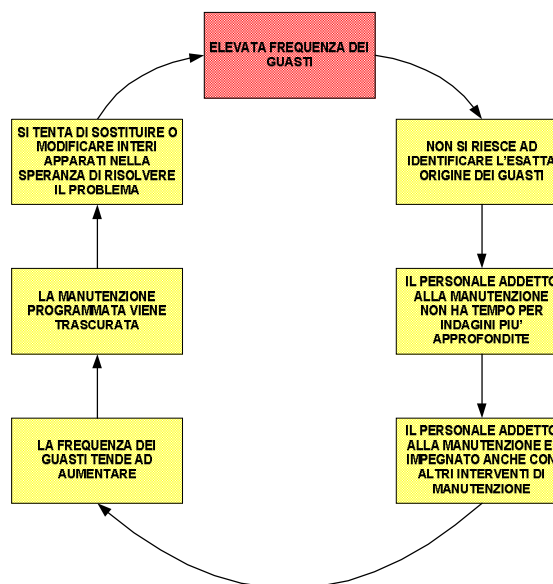 ELEVATA FREQUENZA DEI
GUASTI
NON SI RIESCE AD
IDENTIFICARE L'ESATTA
ORIGINE DEI GUASTI
IL PERSONALE ADDETTO
ALLA MANUTENZIONE
NON HA TEMPO PER
INDAGINI PIU'
APPROFONDITE
IL PERSONALE ADDETTO
ALLA MANUTENZIONE E'
IMPEGNATO ANCHE CON
ALTRI INTERVENTI DI
MANUTENZIONE
LA FREQUENZA DEI
GUASTI TENDE AD
AUMENTARE
LA MANUTENZIONE
PROGRAMMATA VIENE
TRASCURATA
SI TENTA DI SOSTITUIRE O
MODIFICARE INTERI
APPARATI NELLA
SPERANZA DI RISOLVERE
IL PROBLEMA